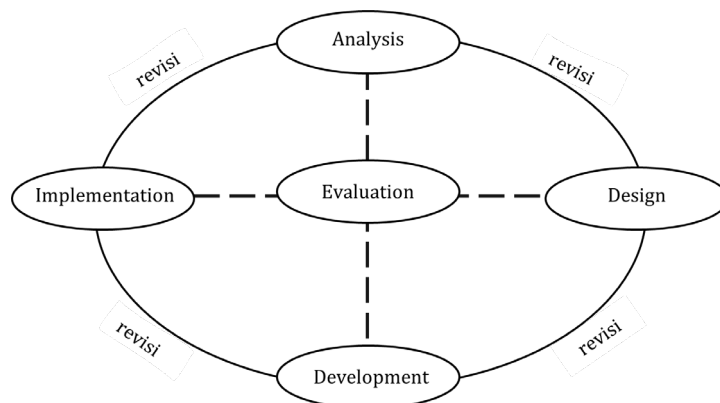 Analysis
revisi
revisi
Implementation
Evaluation
Design
revisi
revisi
Development